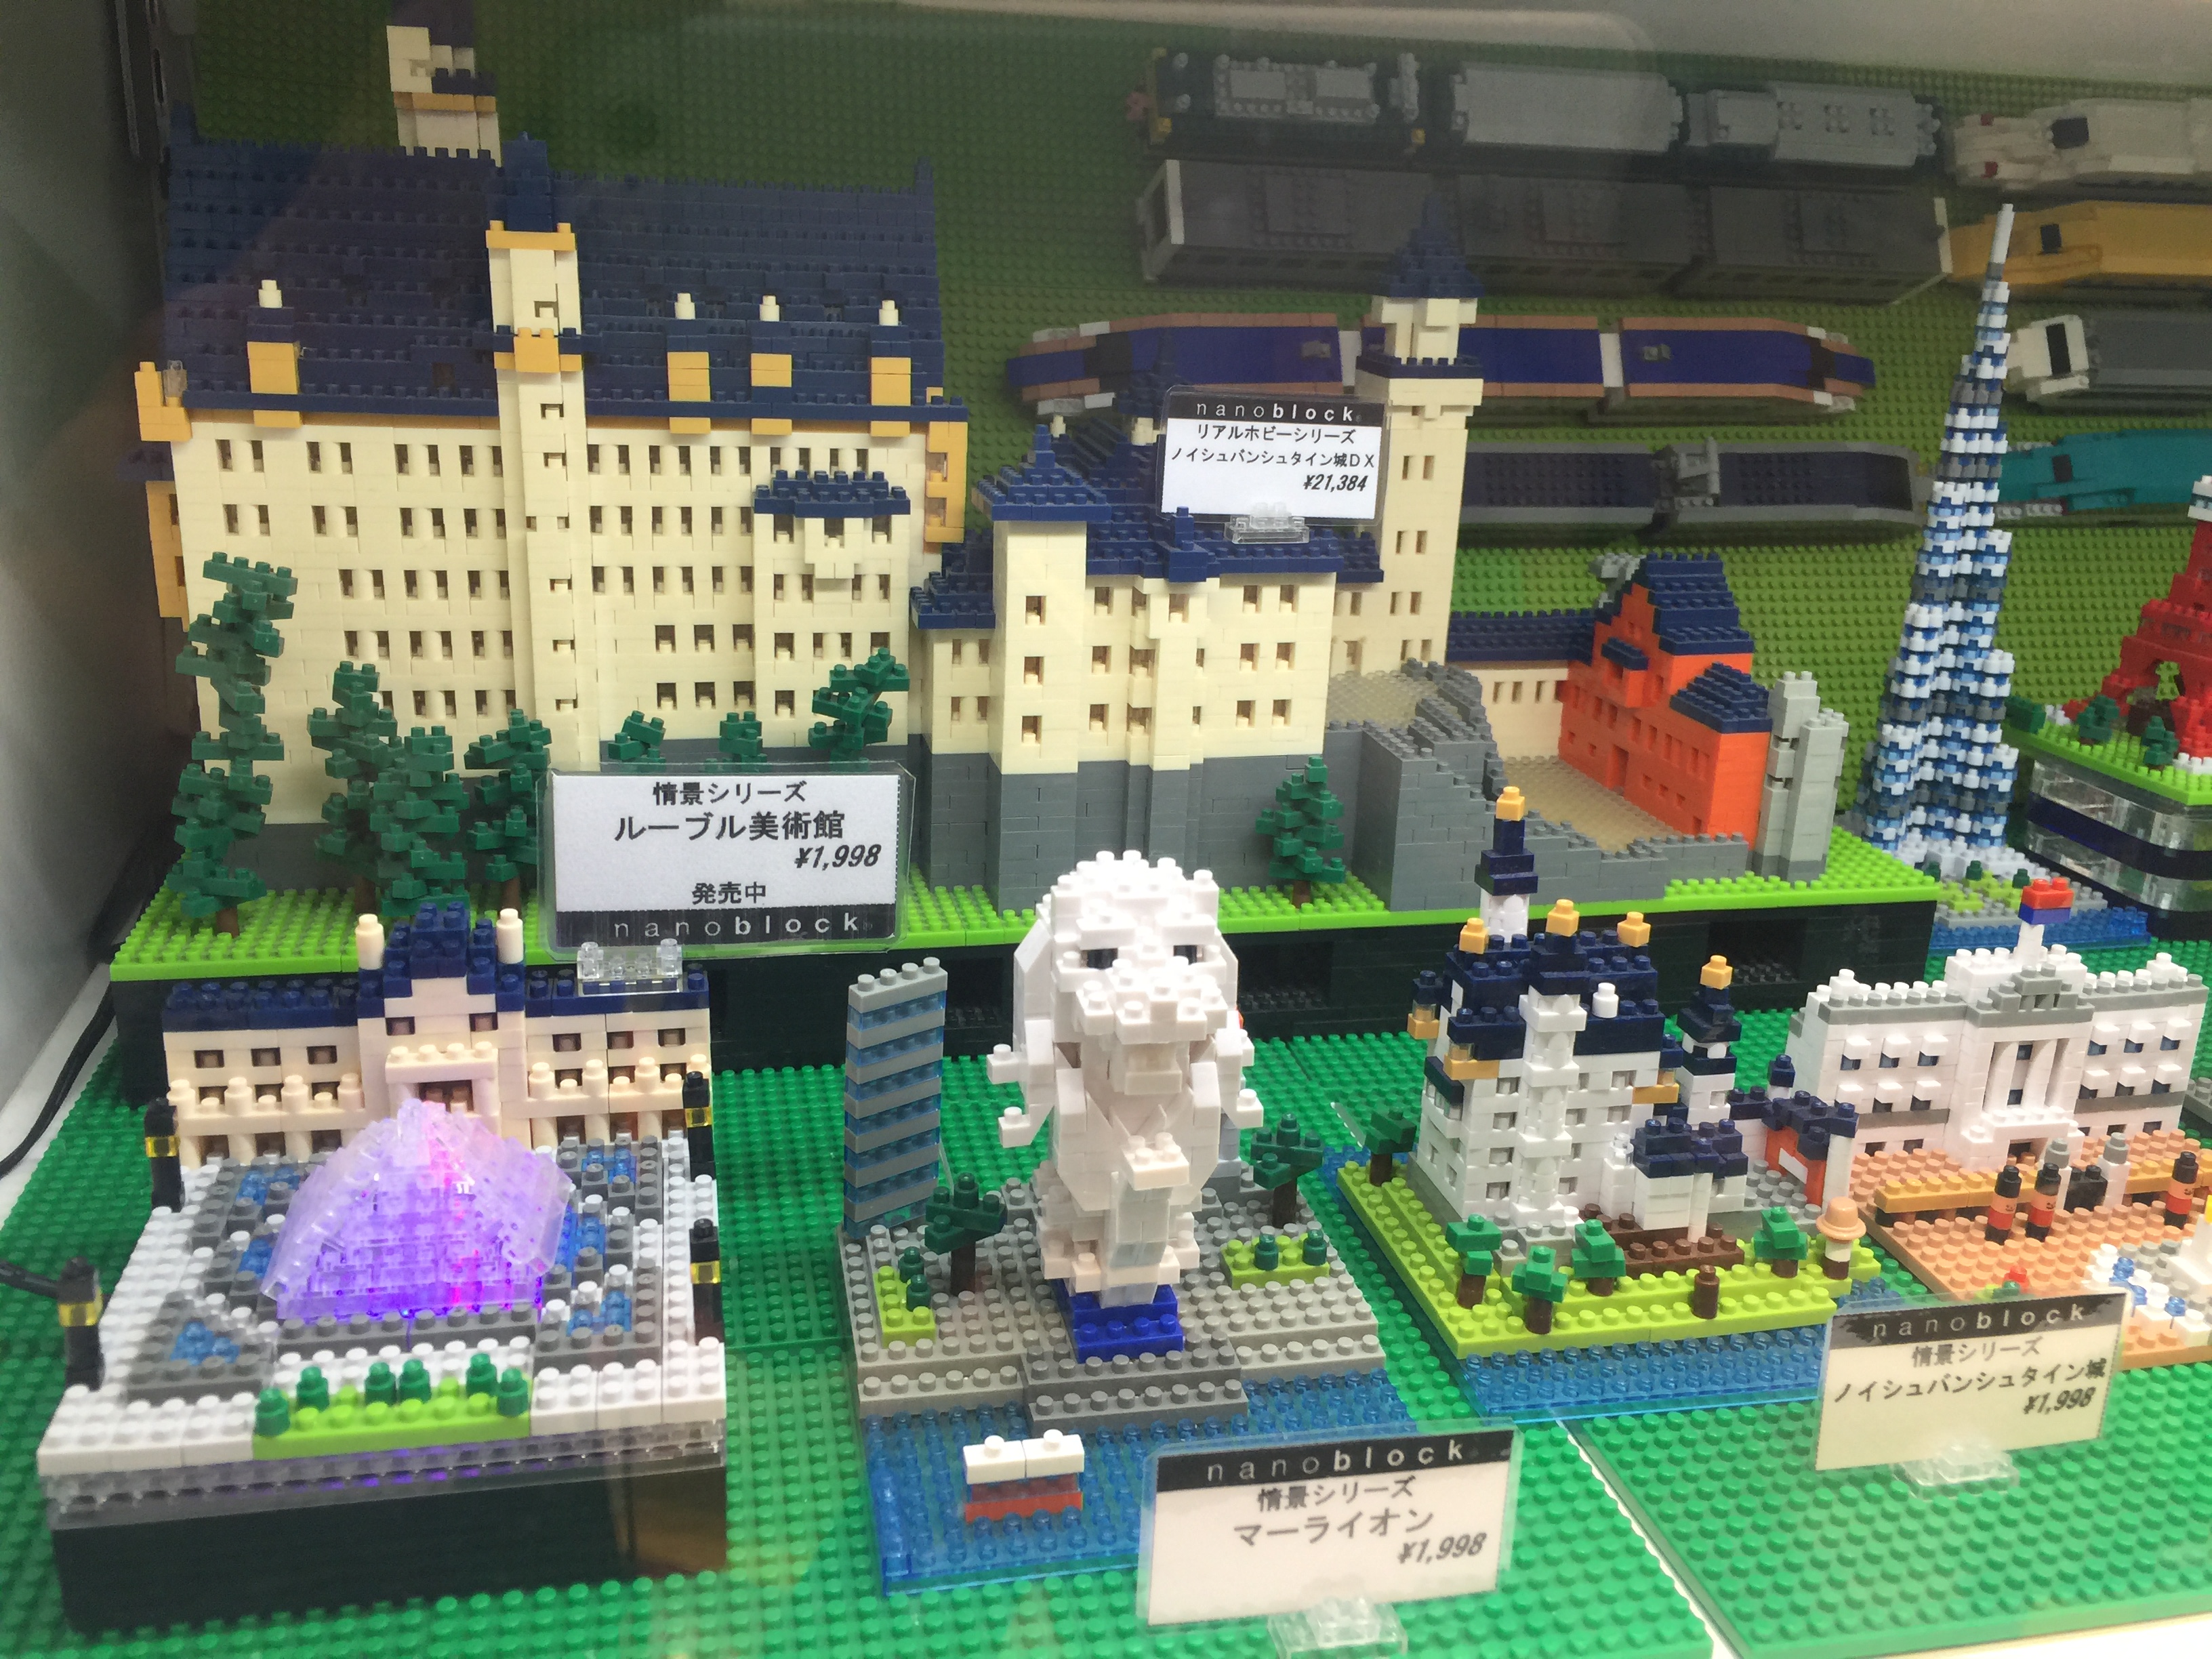 nanoblock
リアルホビーシリーズ
ノイシュバンシュタイン城DX
¥21,384
情景シリーズ
ルーブル美術館
¥1,998
発売中
nanoblock
nanoblock
情景シリーズ
ノイシュバンシュタイン城
¥1,998
nanoblock
情景シリーズ
マーライオン
¥1,998